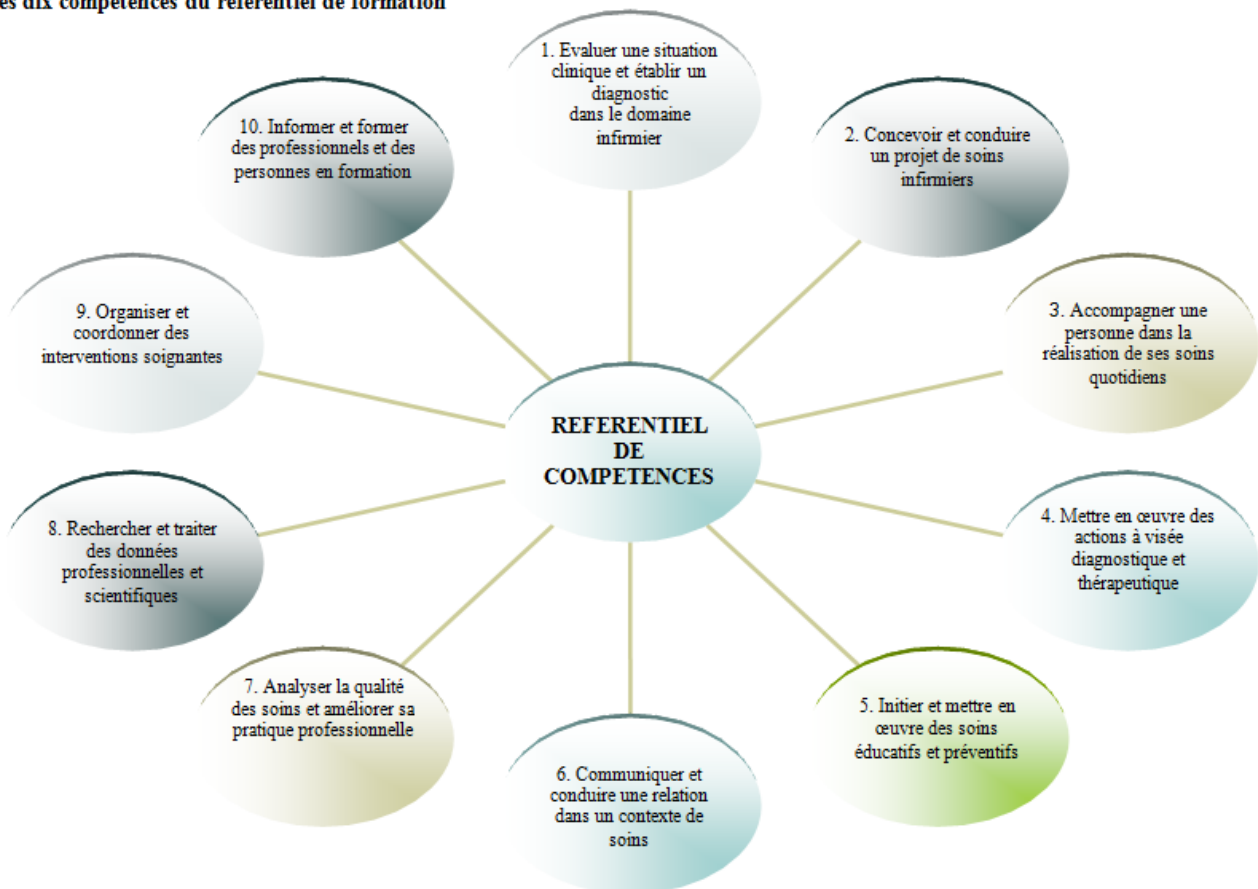 es dix compétences du référentiel de formation
1. Evaluer une situation
clinique et établir un
diagnostic
dans le domaine
infirmier
2. Concevoir et conduire
un projet de soins
infirmiers
3. Accompagner une
personne dans la
réalisation de ses soins
quotidiens
4. Mettre en œuvre des
actions à visée
diagnostique et
thérapeutique
5. Initier et mettre en
œuvre des soins
éducatifs et préventifs
6. Communiquer et
conduire une relation
dans un contexte de
soins
7. Analyser la qualité
des soins et améliorer sa
pratique professionnelle
8. Rechercher et traiter
des données
professionnelles et
scientifiques
9. Organiser et
coordonner des
interventions soignantes
10. Informer et former
des professionnels et des
personnes en formation
REFERENTIEL
DE
COMPETENCES